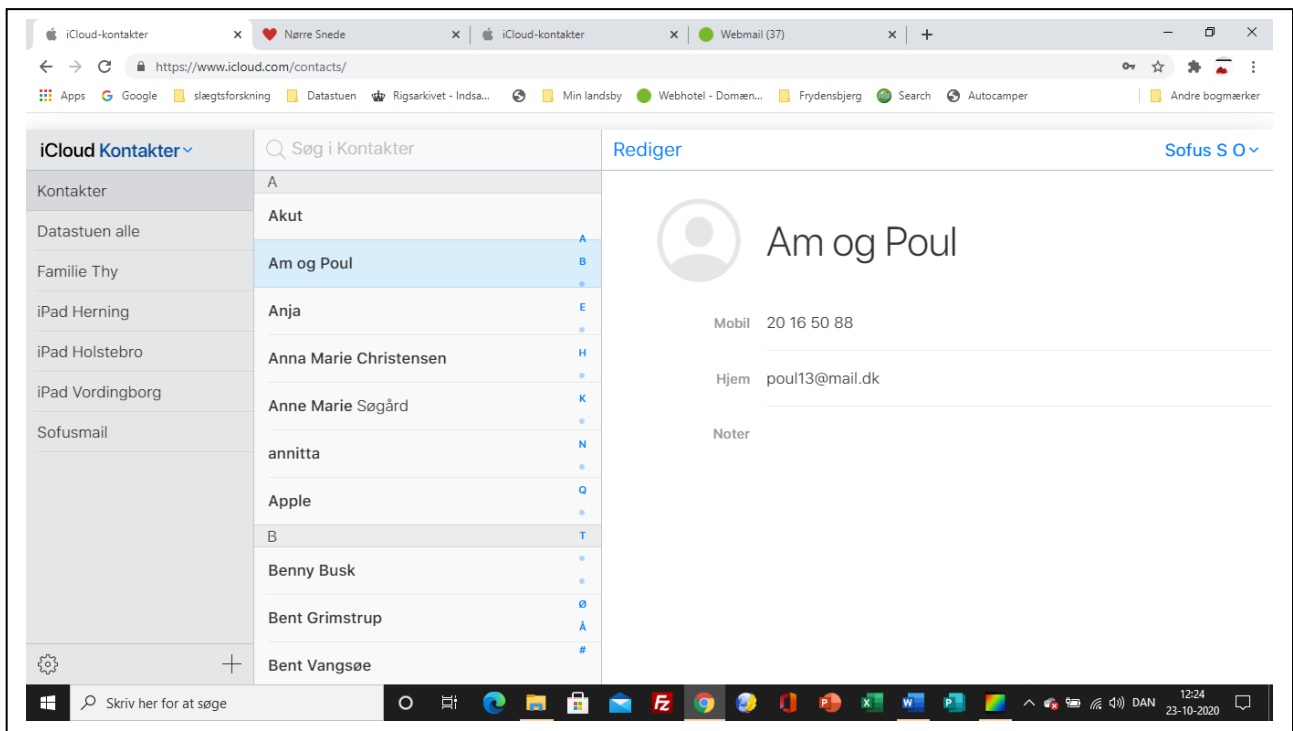 iCloud-kontakter
Nørre Snede
iCloud-kontakter
Webmail (37)
https://www.icloud.com/contacts/
Apps Google slægtsforskning Datastuen Rigsarkivet - Indsa... Min landsby Webhotel - Domæn... Frydensbjerg Search Autocamper Andre bogmærker
iCloud Kontakter
Kontakter
Datastuen alle
Familie Thy
iPad Herning
iPad Holstebro
iPad Vordingborg
Sofusmail
Søg i Kontakter
A
Akut
Am og Poul
Anja
Anna Marie Christensen
Anne Marie Søgård
annitta
Apple
B
Benny Busk
Bent Grimstrup
Bent Vangsøe
A
B
E
H
K
N
Q
T
Ø
Å
#
Rediger
Sofus S O
Am og Poul
Mobil 20 16 50 88
Hjem poul13@mail.dk
Noter
Skriv her for at søge
DAN
12:24
23-10-2020